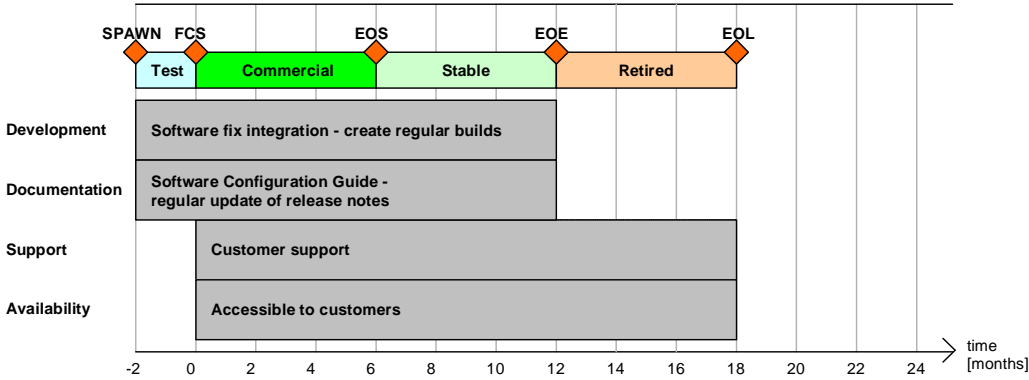 SPAWN FCS EOS EOE EOL
Test Commercial Stable Retired
Development Software fix integration - create regular builds
Documentation Software Configuration Guide -
regular update of release notes
Support Customer support
Availability Accessible to customers
time
[months]
-2 0 2 4 6 8 10 12 14 16 18 20 22 24